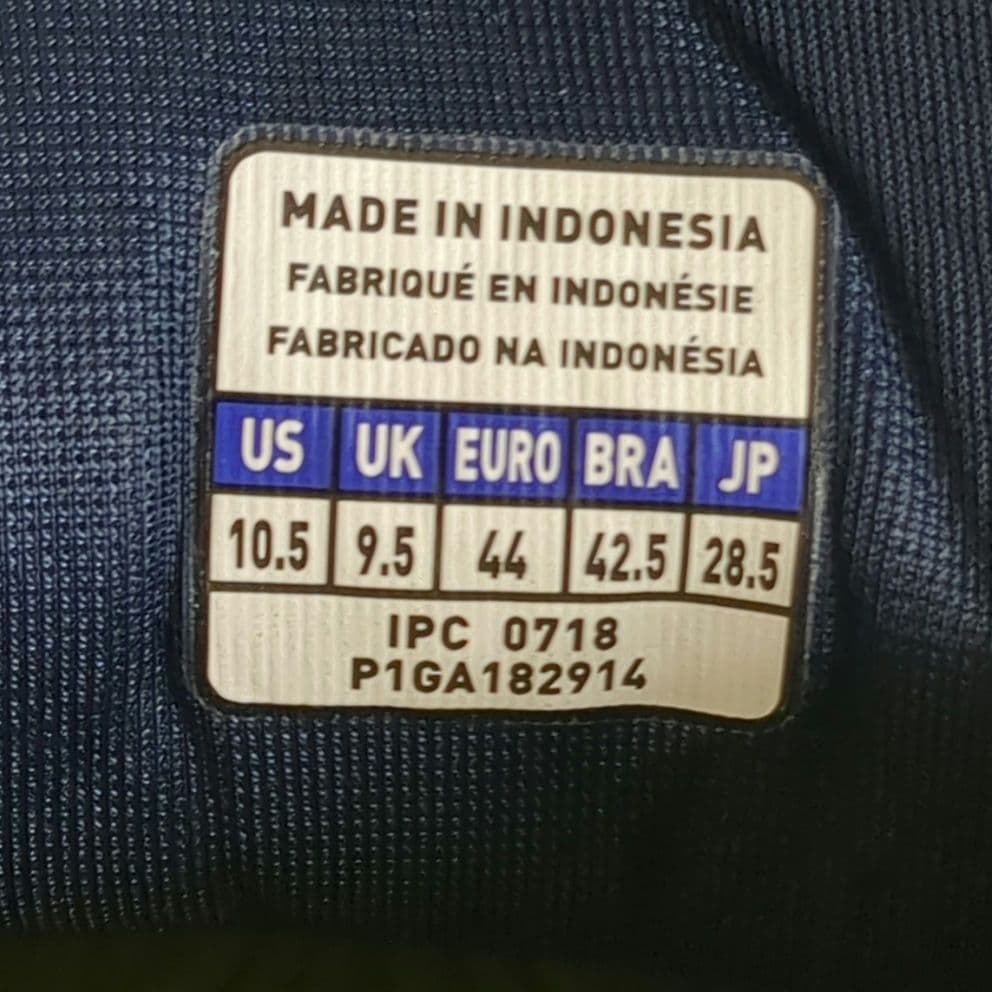 MADE IN INDONESIA
FABRIQUÉ EN INDONÉSIE
FABRICADO NA INDONÉSIA
US UK EURO BRA JP
10.5 9.5 44 42.5 28.5
IPC 0718
P1GA182914